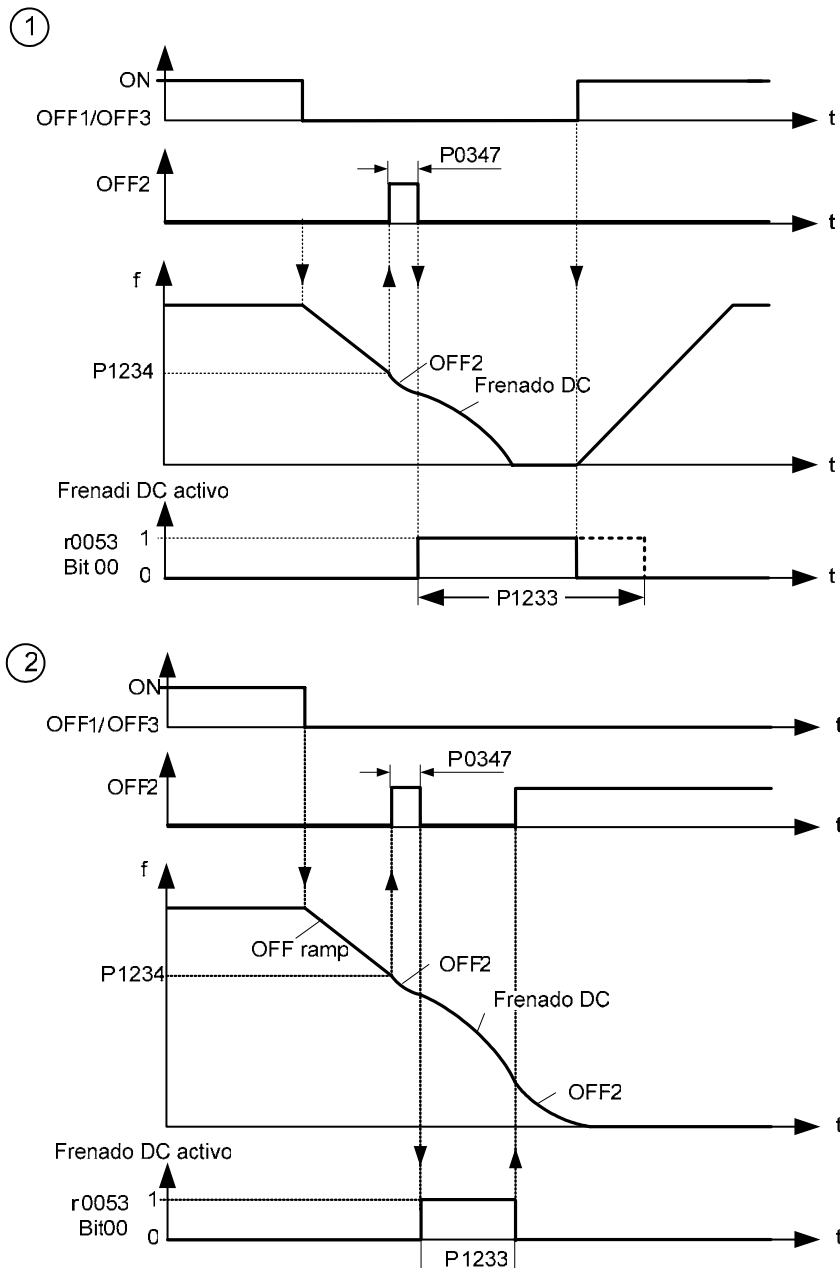 1
ON
OFF1/OFF3
t
P0347
OFF2
t
f
P1234
OFF2
Frenado DC
t
Frenadi DC activo
r0053
Bit 00
1
0
t
P1233
2
ON
OFF1/OFF3
t
P0347
OFF2
t
f
OFF ramp
P1234
OFF2
Frenado DC
OFF2
t
Frenado DC activo
r0053
Bit00
1
0
t
P1233